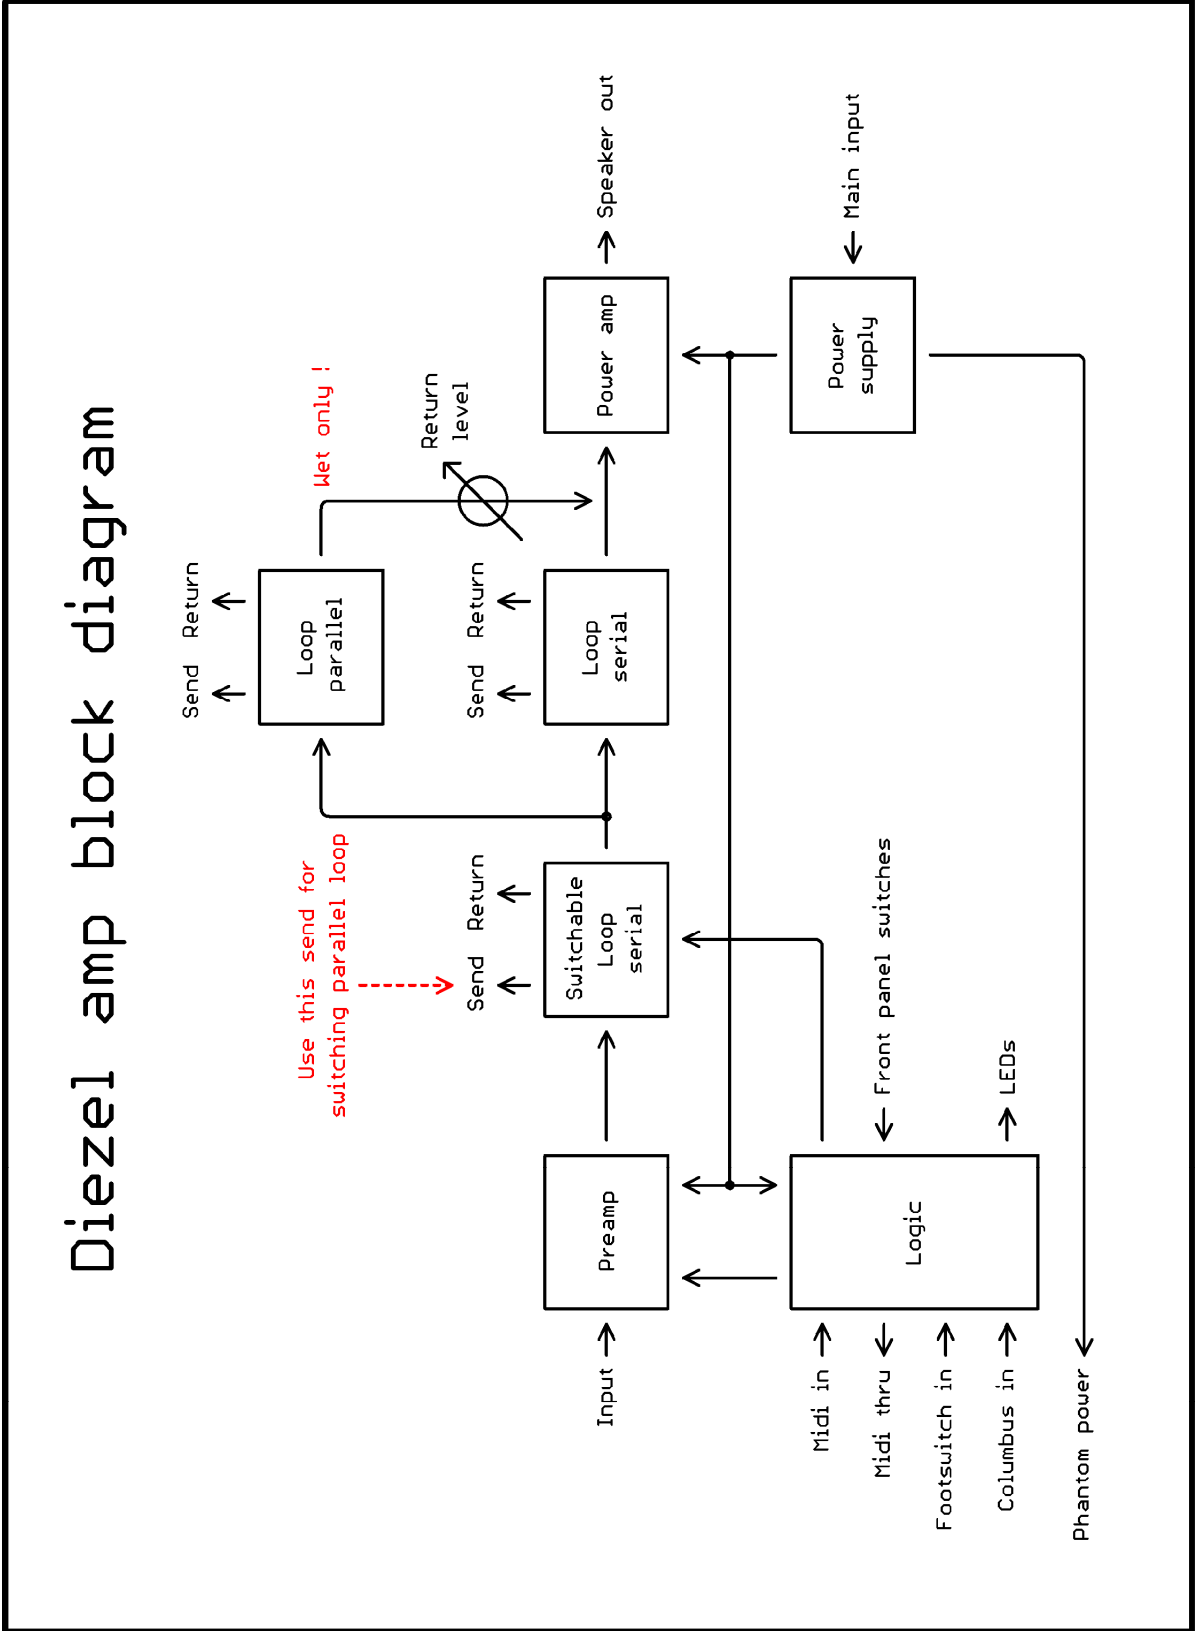 Diezel amp block diagram
Send Return
Loop
parallel
Wet only !
Use this send for
switching parallel loop
Return
level
Send Return
Send Return
Input
Preamp
Switchable
Loop
serial
Loop
serial
Power amp
Speaker out
Midi in
Midi thru
Footswitch in
Columbus in
Logic
Front panel switches
LEDs
Power
supply
Main input
Phantom power